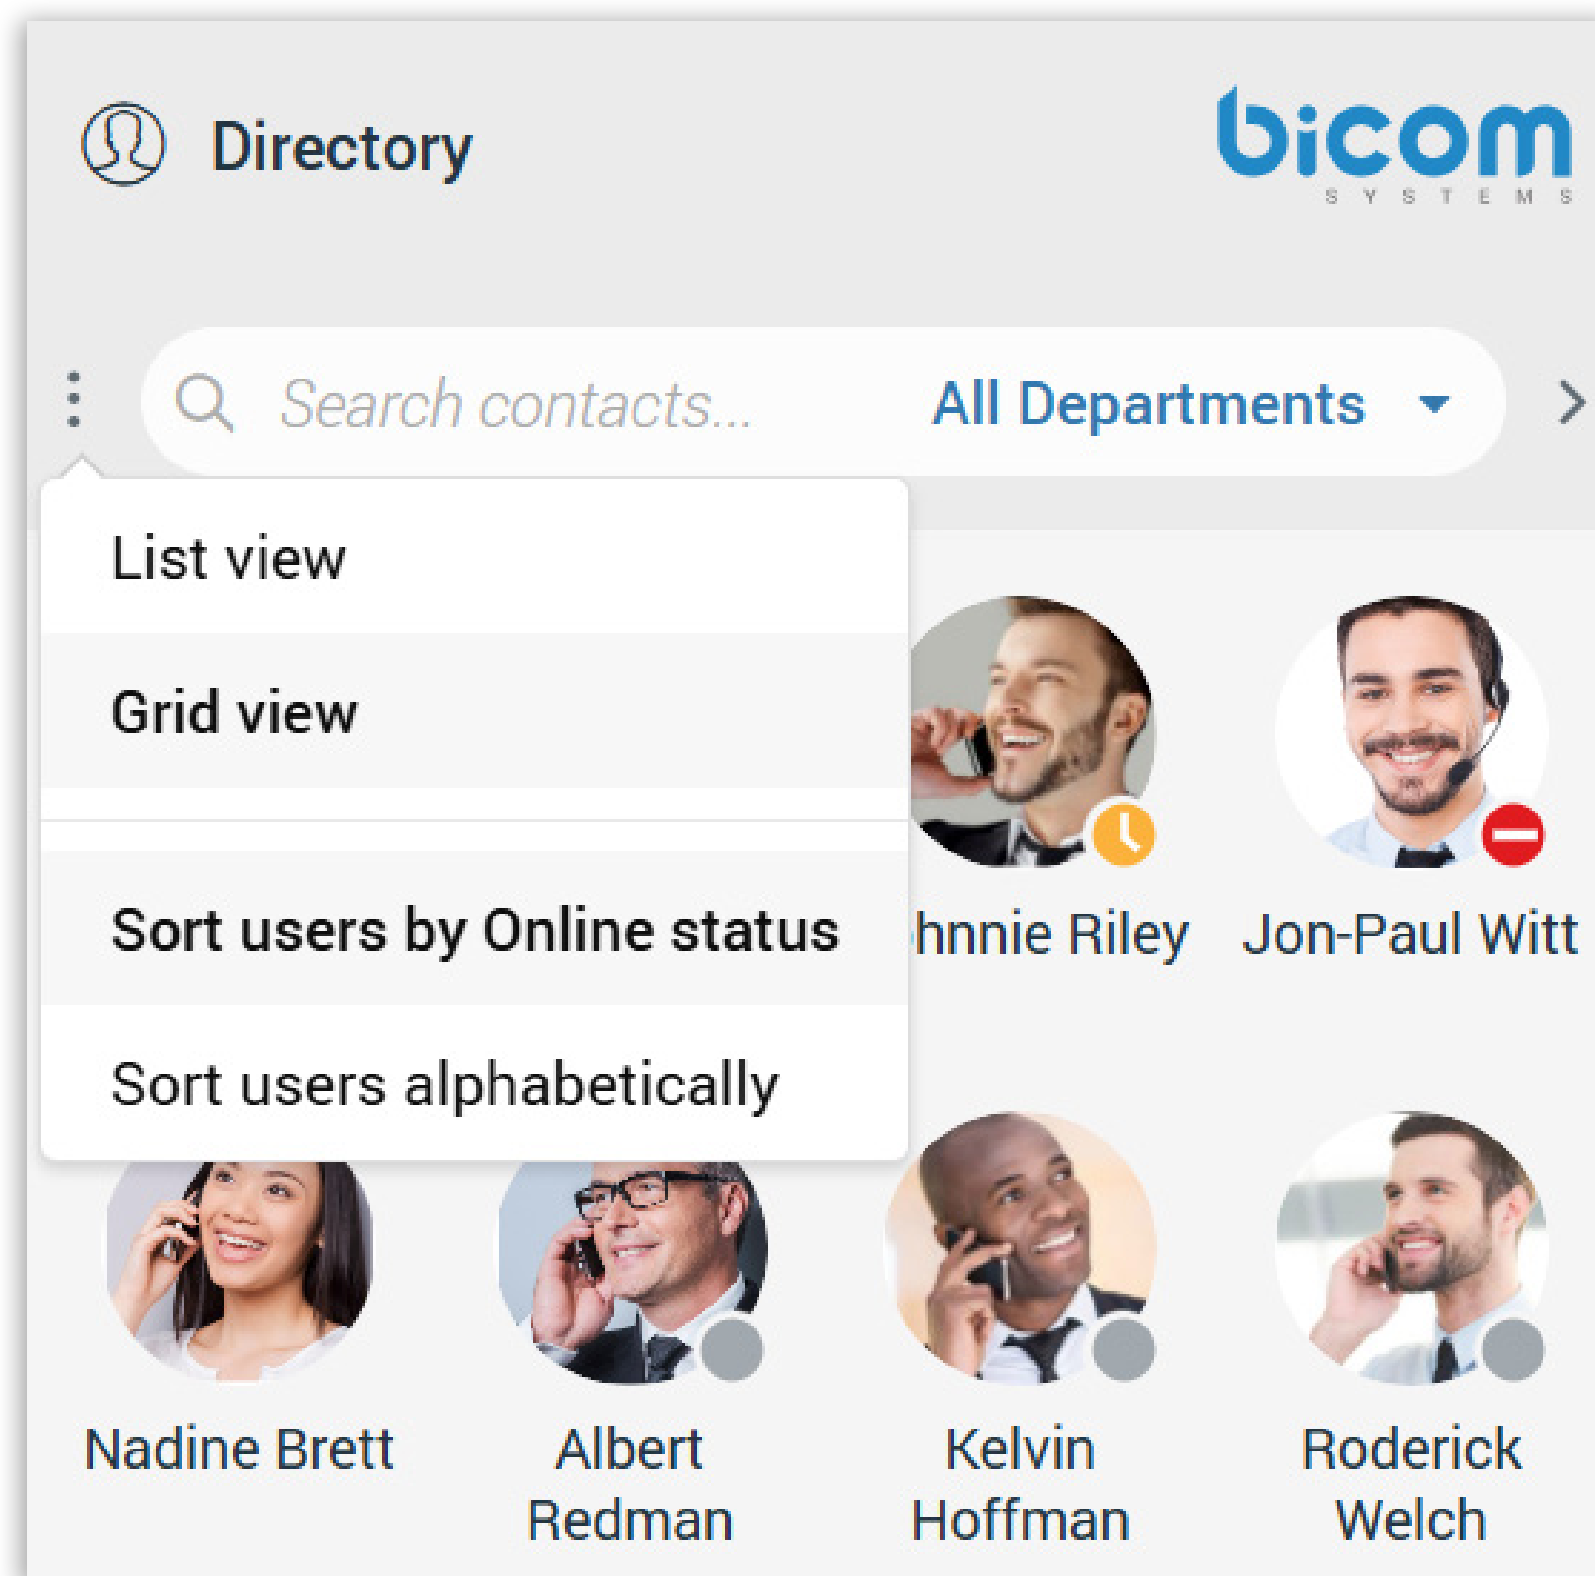 Directory
bicom
SYSTEMS
Search contacts...
All Departments
List view
Grid view
Sort users by Online status
Sort users alphabetically
hnnie Riley
Jon-Paul Witt
Nadine Brett
Albert
Redman
Kelvin
Hoffman
Roderick
Welch